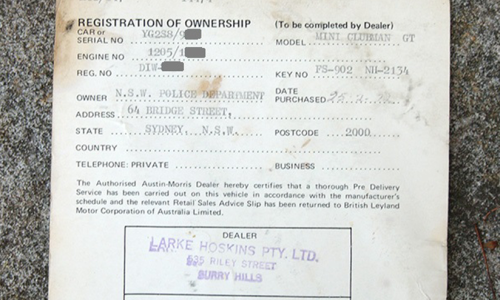 REGISTRATION OF OWNERSHIP (To be completed by Dealer)
CAR or SERIAL NO YG238/9 MODEL MINI CLUBMAN GT
ENGINE NO 1205/1
REG. NO DIW- KEY NO FS-902 NH-2134
OWNER N.S.W. POLICE DEPARTMENT DATE PURCHASED
ADDRESS 64 BRIDGE STREET,
STATE SYDNEY, N.S.W. POSTCODE 2000
COUNTRY
TELEPHONE: PRIVATE BUSINESS
The Authorised Austin-Morris Dealer hereby certifies that a thorough Pre Delivery
Service has been carried out on this vehicle in accordance with the manufacturer's
schedule and the relevant Retail Sales Advice Slip has been returned to British Leyland
Motor Corporation of Australia Limited.
DEALER
LARKE HOSKINS PTY. LTD.
535 RILEY STREET
SURRY HILLS